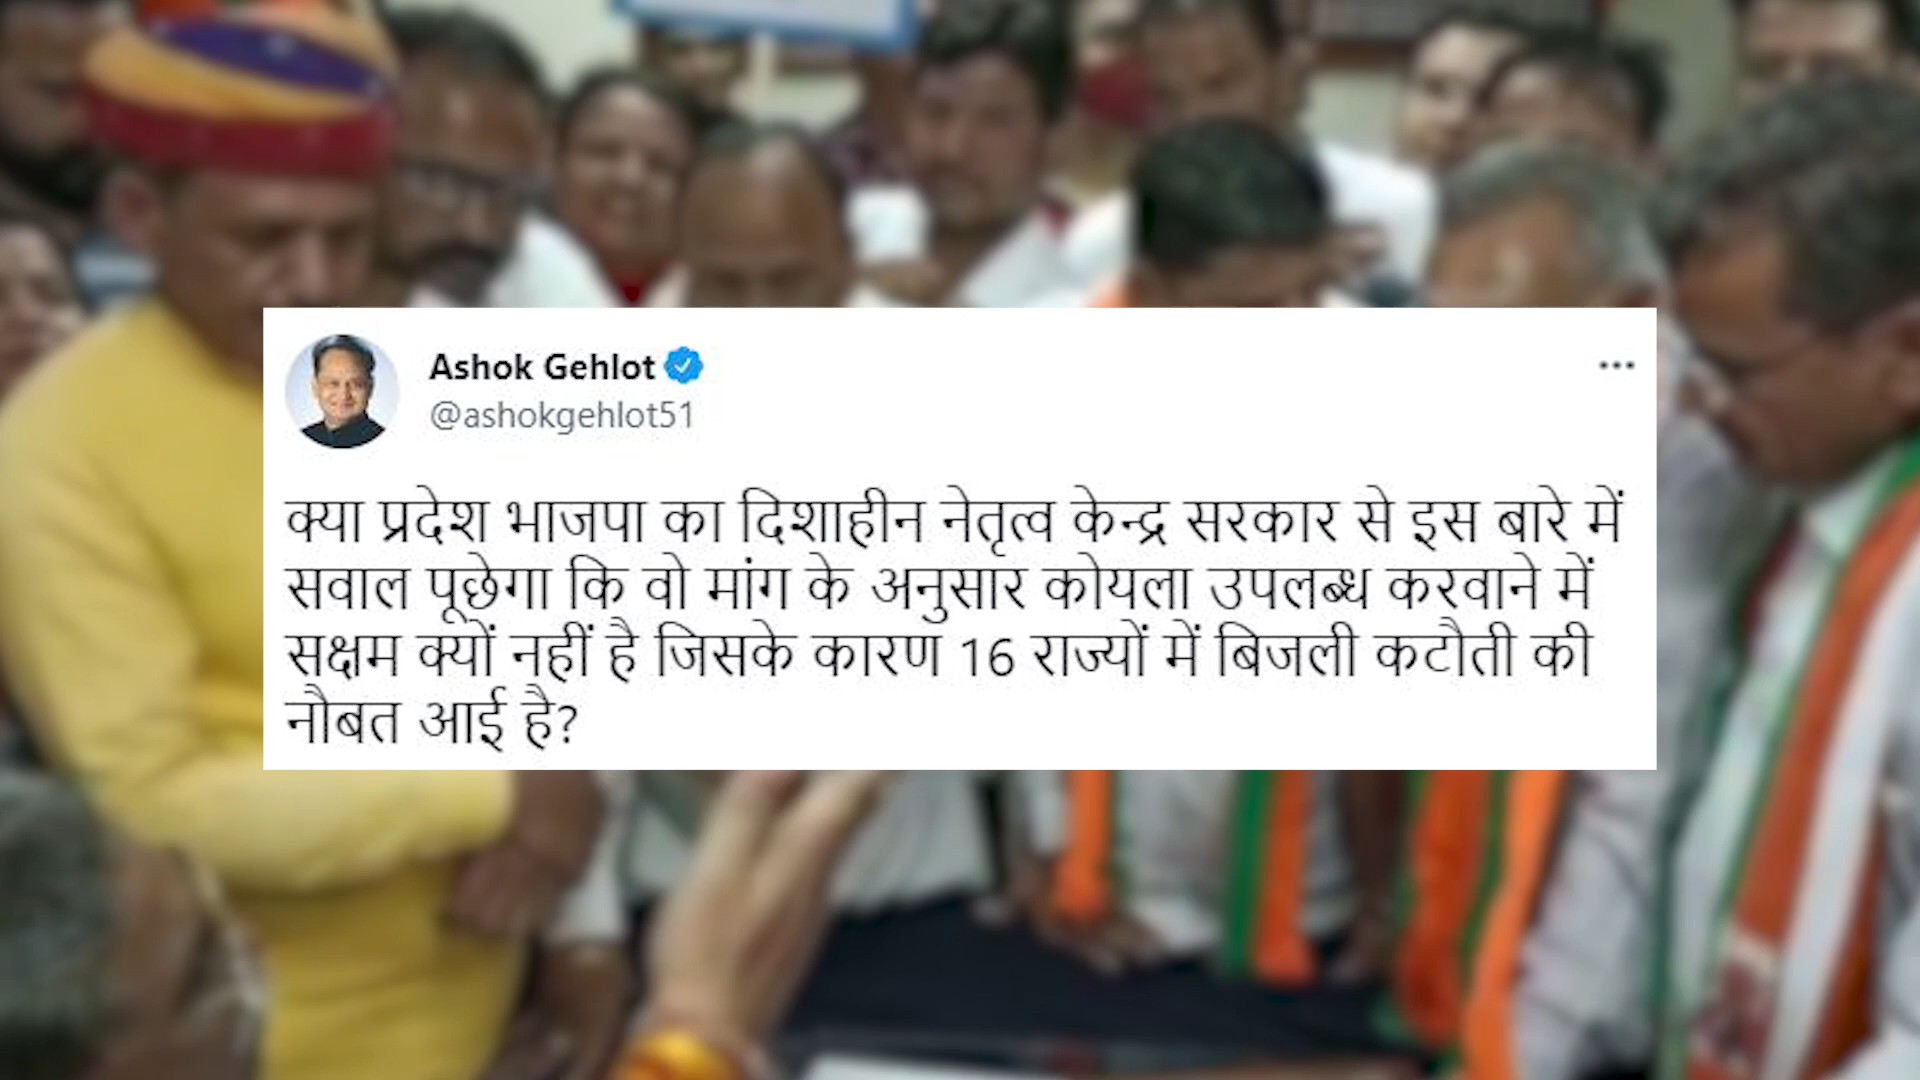 Ashok Gehlot
@ashokgehlot51
क्या प्रदेश भाजपा का दिशाहीन नेतृत्व केन्द्र सरकार से इस बारे में
सवाल पूछेगा कि वो मांग के अनुसार कोयला उपलब्ध करवाने में
सक्षम क्यों नहीं है जिसके कारण 16 राज्यों में बिजली कटौती की
नौबत आई है?